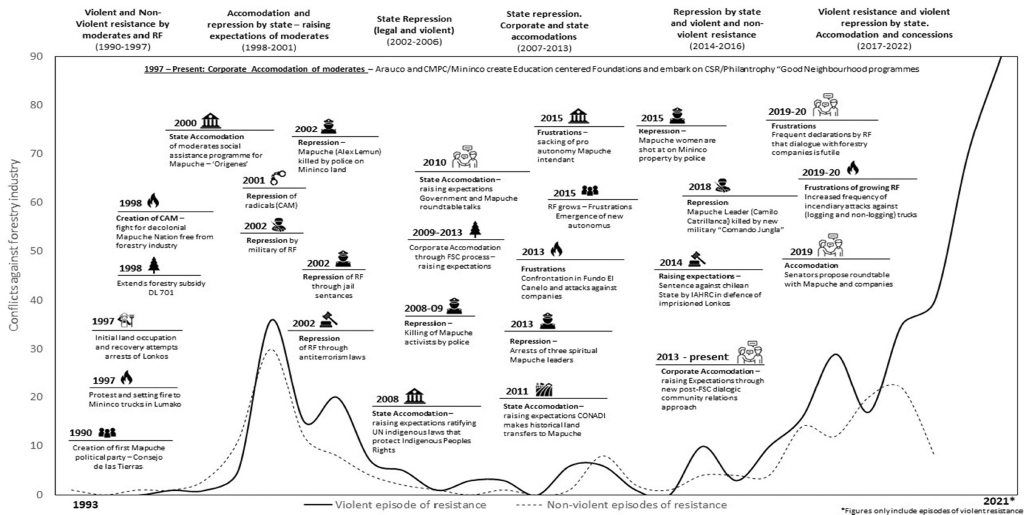 Violent and Non-
Violent resistance by
moderates and RF
(1990-1997)
Accomodation and
repression by state – raising
expectations of moderates
(1998-2001)
State Repression
(legal and violent)
(2002-2006)
State repression.
Corporate and state
accomodations
(2007-2013)
Repression by state
and violent and non-
violent resistance
(2014-2016)
Violent resistance and violent
repression by state.
Accomodation and concessions
(2017-2022)
1997 – Present: Corporate Accomodation of moderates – Arauco and CMPC/Mininco create Education centered Foundations and embark on CSR/Philantrophy “Good Neighbourhood programmes
Conflicts against forestry industry
90
80
70
60
50
40
30
20
10
0
1998
Creation of CAM –
fight for decolonial
Mapuche Nation free from
forestry industry
1998
Extends forestry subsidy
DL 701
1997
Initial land occupation
and recovery attempts
arrests of Lonkos
1997
Protest and setting fire to
Mininco trucks in Lumako
1990
Creation of first Mapuche
political party – Consejo
de las Tierras
2000
State Accomodation
of moderates social
assistance programme for
Mapuche – ‘Origenes’
2001
Repression of
radicals (CAM)
2002
Repression by
military of RF
2002
Repression –
Mapuche (Alex Lemun)
killed by police on
Mininco land
2002
Repression of RF
through jail
sentances
2002
Repression
of RF through
antiterrorism laws
2010
State Accomodation –
raising expectations
Government and Mapuche
roundtable talks
2009-2013
Corporate Accomodation
through FSC process –
raising expectations
2008-09
Repression –
Killing of Mapuche
activists by police
2008
State Accomodation –
raising expectations ratifying
UN indigenous laws that
protect Indigenous Peoples
Rights
2015
Frustrations –
sacking of pro
autonomy Mapuche
intendant
2015
RF grows – Frustrations
Emergence of new
autonomus
2013
Frustrations
Confrontation in Fundo El
Canelo and attacks against
companies
2013
Repression –
Arrests of three spiritual
Mapuche leaders
2011
State Accomodation –
raising expectations CONADI
makes historical land
transfers to Mapuche
2015
Repression –
Mapuche women are
shot at on Mininco
property by police
2018
Repression
Mapuche Leader (Camilo
Catrillanca) killed by new
military “Comando Jungla”
2014
Raising expectations –
Sentence against chilean
State by IAHRC in defence of
imprisioned Lonkos
2013 - present
Corporate Accomodation –
raising Expectations through
new post-FSC dialogic
community relations
approach
2019-20
Frustrations
Frequent declarations by RF
that dialogue with forestry
companies is futile
2019-20
Frustrations of growing RF
Increased frequency of
incendiary attacks against
(logging and non-logging) trucks
2019
Accomodation
Senators propose roundtable
with Mapuche and companies
1993
Violent episode of resistance
Non-violent episodes of resistance
2021*
*Figures only include episodes of violent resistance